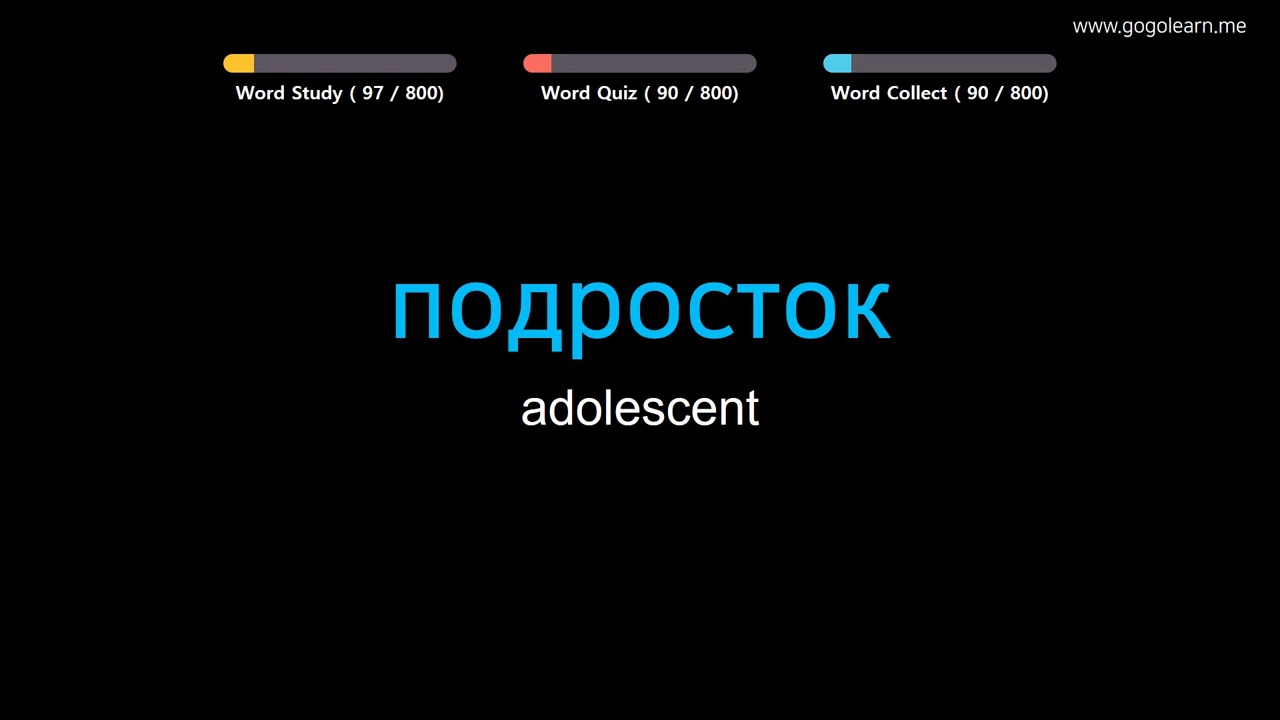 www.gogolearn.me
Word Study ( 97 / 800)
Word Quiz ( 90 / 800)
Word Collect ( 90 / 800)
подросток
adolescent